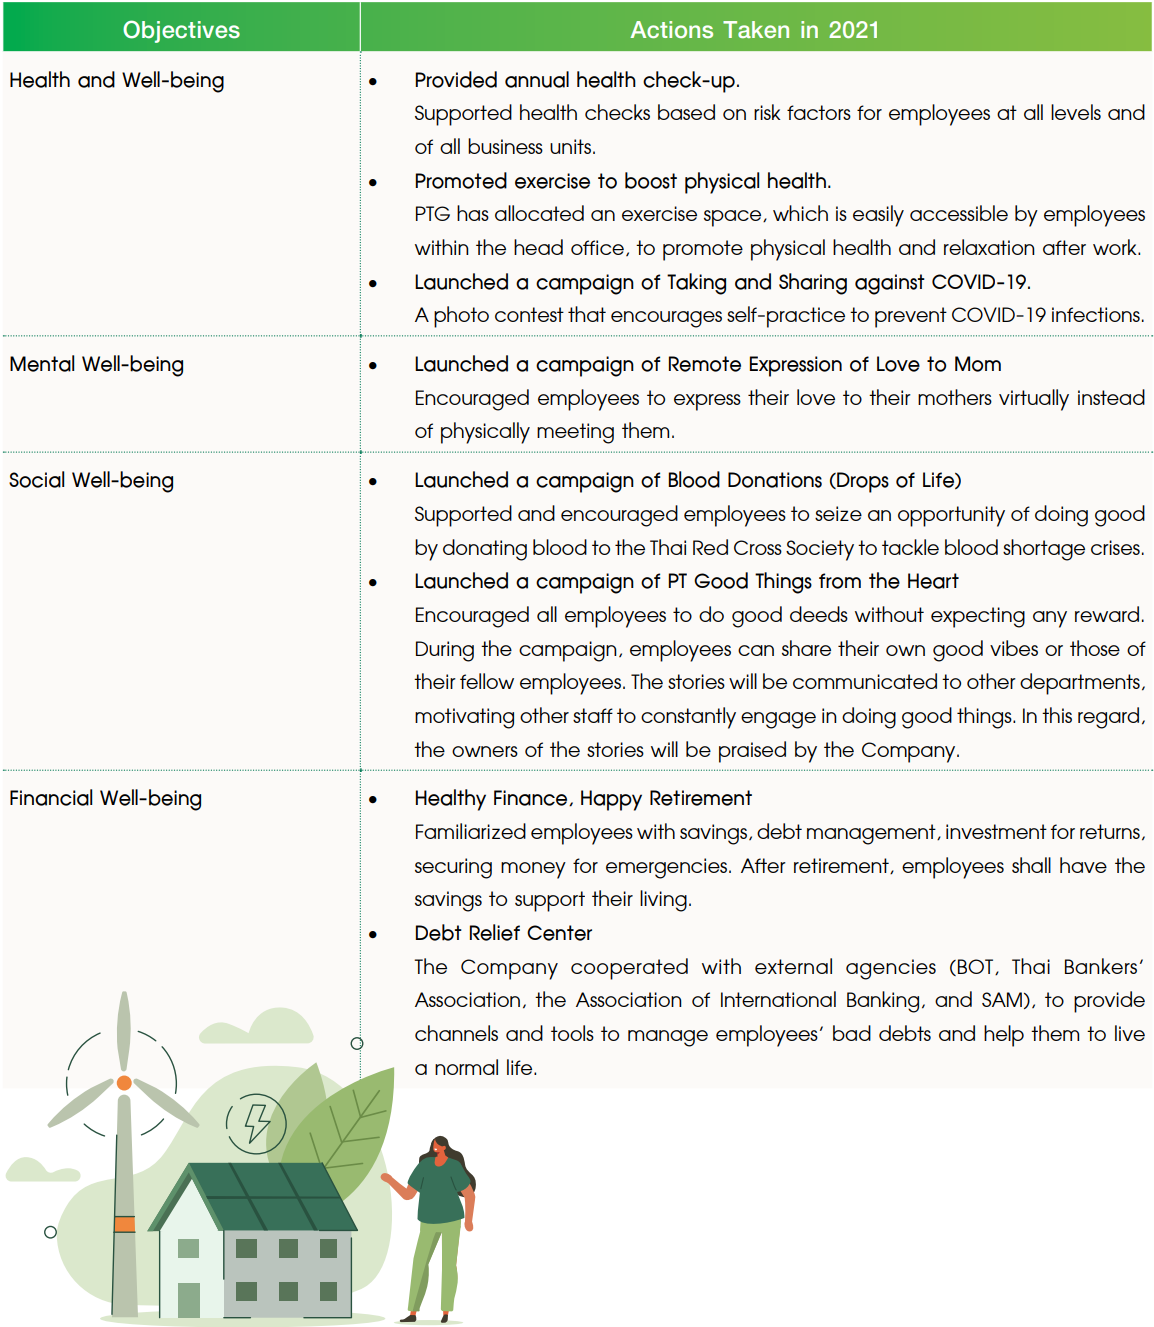 Objectives
Actions Taken in 2021
Health and Well-being
• Provided annual health check-up.
Supported health checks based on risk factors for employees at all levels and
of all business units.
• Promoted exercise to boost physical health.
PTG has allocated an exercise space, which is easily accessible by employees
within the head office, to promote physical health and relaxation after work.
• Launched a campaign of Taking and Sharing against COVID-19.
A photo contest that encourages self-practice to prevent COVID-19 infections.
Mental Well-being
• Launched a campaign of Remote Expression of Love to Mom
Encouraged employees to express their love to their mothers virtually instead
of physically meeting them.
Social Well-being
• Launched a campaign of Blood Donations (Drops of Life)
Supported and encouraged employees to seize an opportunity of doing good
by donating blood to the Thai Red Cross Society to tackle blood shortage crises.
• Launched a campaign of PT Good Things from the Heart
Encouraged all employees to do good deeds without expecting any reward.
During the campaign, employees can share their own good vibes or those of
their fellow employees. The stories will be communicated to other departments,
motivating other staff to constantly engage in doing good things. In this regard,
the owners of the stories will be praised by the Company.
Financial Well-being
• Healthy Finance, Happy Retirement
Familiarized employees with savings, debt management, investment for returns,
securing money for emergencies. After retirement, employees shall have the
savings to support their living.
• Debt Relief Center
The Company cooperated with external agencies (BOT, Thai Bankers’
Association, the Association of International Banking, and SAM), to provide
channels and tools to manage employees’ bad debts and help them to live
a normal life.